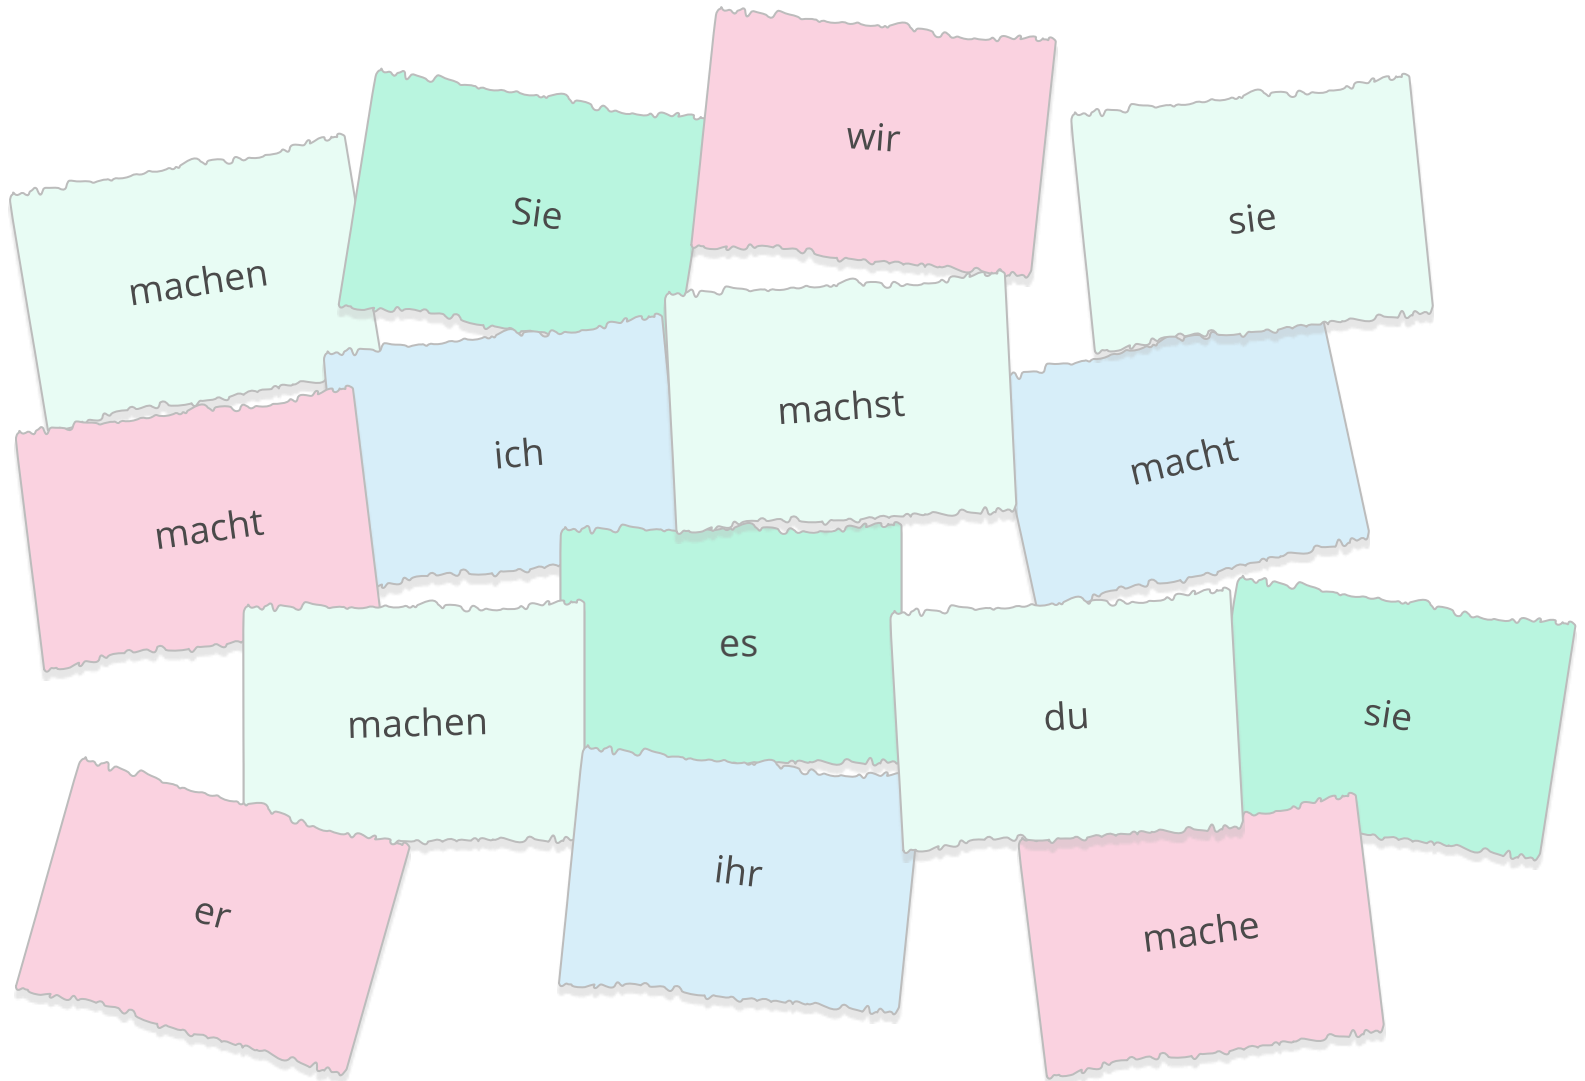 wir
Sie
sie
machen
machst
ich
macht
macht
es
du
sie
machen
ihr
er
mache